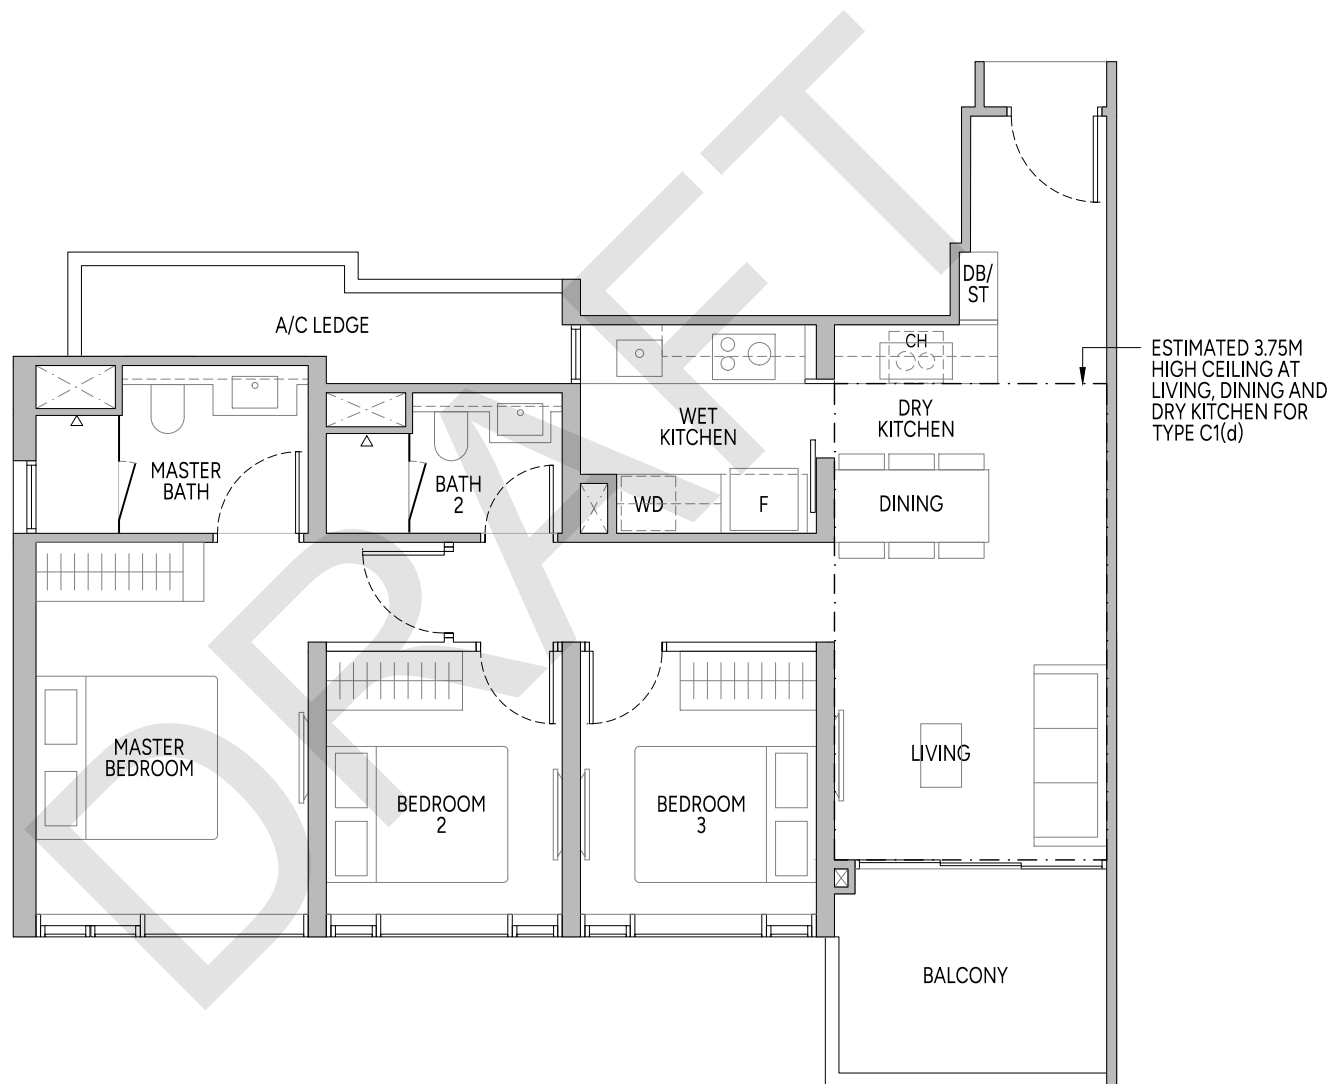 DRAFT
DB/
ST
A/C LEDGE
CH
ESTIMATED 3.75M
HIGH CEILING AT
LIVING, DINING AND
DRY KITCHEN FOR
TYPE C1(d)
WET
KITCHEN
DRY
KITCHEN
MASTER
BATH
BATH
2
WD
F
DINING
MASTER
BEDROOM
LIVING
BEDROOM
2
BEDROOM
3
BALCONY